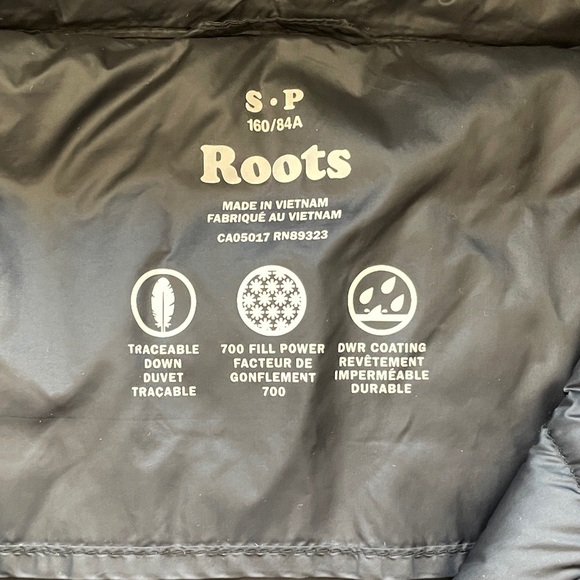 S • P
160/84A
Roots
MADE IN VIETNAM
FABRIQUÉ AU VIETNAM
CA05017 RN89323
TRACEABLE
DOWN
DUVET
TRAÇABLE
700 FILL POWER
FACTEUR DE
GONFLEMENT
700
DWR COATING
REVÊTEMENT
IMPERMÉABLE
DURABLE